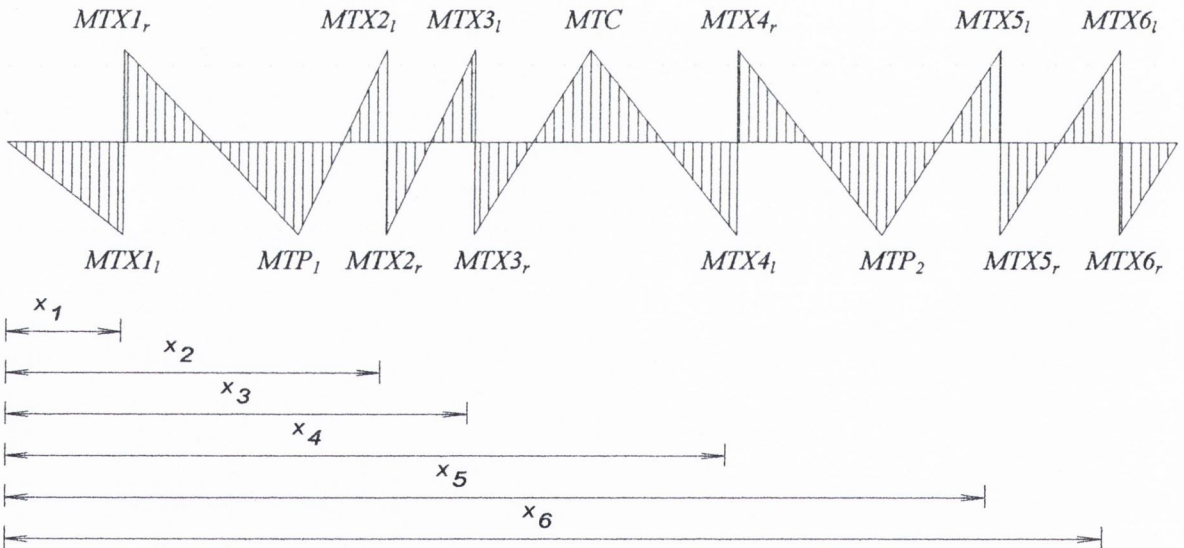 MTX1r MTX2l MTX3l MTC MTX4r MTX5l MTX6l
MTX1l MTP1 MTX2r MTX3r MTX4l MTP2 MTX5r MTX6r
x1
x2
x3
x4
x5
x6